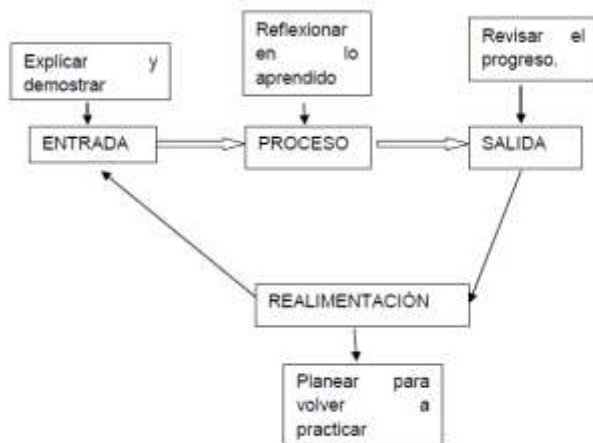 Explicar y
demostrar
Reflexionar
en lo
aprendido
Revisar el
progreso.
ENTRADA
PROCESO
SALIDA
REALIMENTACIÓN
Planear para
volver a
practicar